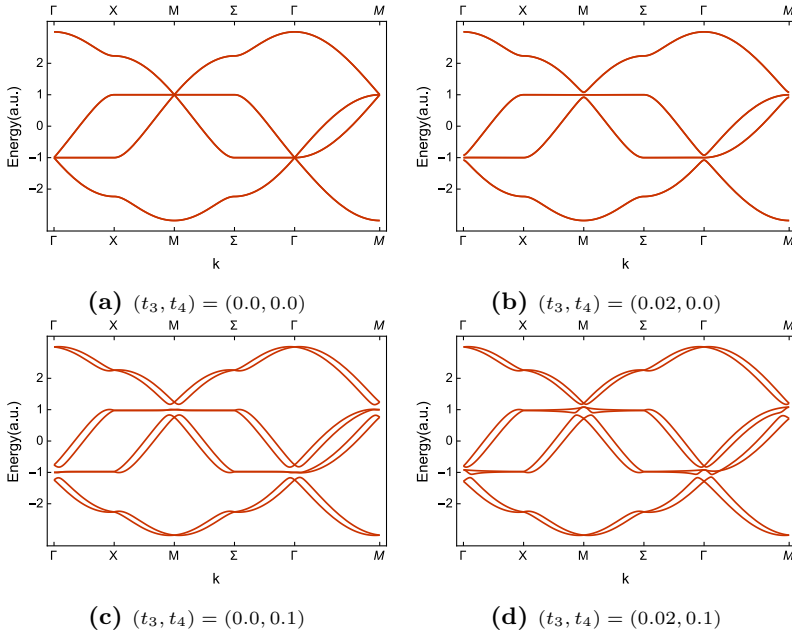 Γ X M Σ Γ M
Γ X M Σ Γ M
Energy(a.u.)
2
1
0
−1
−2
Energy(a.u.)
2
1
0
−1
−2
Γ X M Σ Γ M
Γ X M Σ Γ M
k
k
(a) (t₃, t₄) = (0.0, 0.0)
(b) (t₃, t₄) = (0.02, 0.0)
Γ X M Σ Γ M
Γ X M Σ Γ M
Energy(a.u.)
2
1
0
−1
−2
Energy(a.u.)
2
1
0
−1
−2
Γ X M Σ Γ M
Γ X M Σ Γ M
k
k
(c) (t₃, t₄) = (0.0, 0.1)
(d) (t₃, t₄) = (0.02, 0.1)